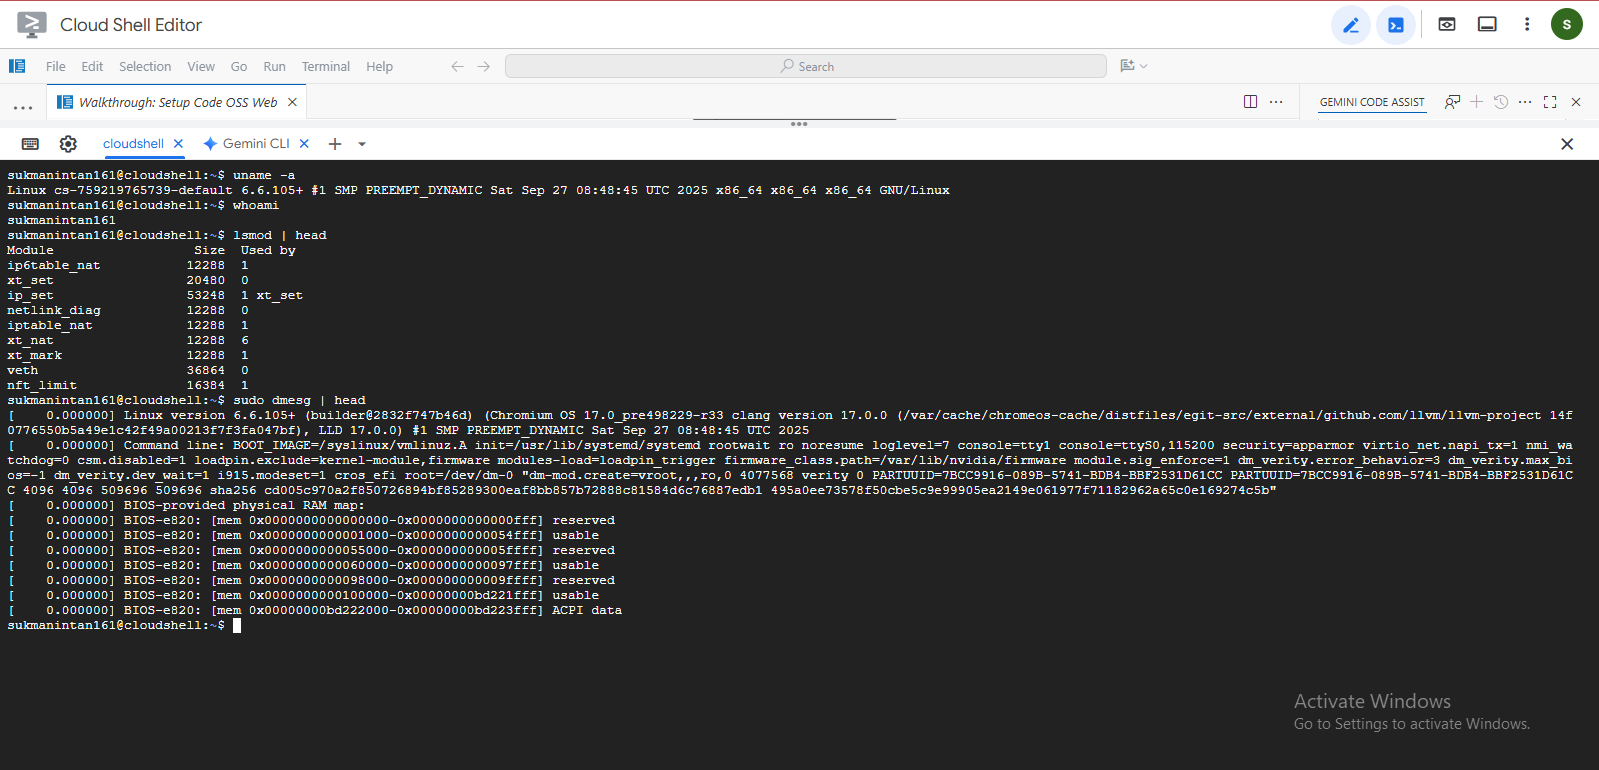 Cloud Shell Editor
S
File Edit Selection View Go Run Terminal Help
Search
Walkthrough: Setup Code OSS Web
GEMINI CODE ASSIST
cloudshell Gemini CLI
sukmanintan161@cloudshell:~$ uname -a
Linux cs-759219765739-default 6.6.105+ #1 SMP PREEMPT_DYNAMIC Sat Sep 27 08:48:45 UTC 2025 x86_64 x86_64 x86_64 GNU/Linux
sukmanintan161@cloudshell:~$ whoami
sukmanintan161
sukmanintan161@cloudshell:~$ lsmod | head
Module Size Used by
ip6table_nat 12288 1
xt_set 20480 0
ip_set 53248 1 xt_set
netlink_diag 12288 0
iptable_nat 12288 1
xt_nat 12288 6
xt_mark 12288 1
veth 36864 0
nft_limit 16384 1
sukmanintan161@cloudshell:~$ sudo dmesg | head
[    0.000000] Linux version 6.6.105+ (builder@2832f747b46d) (Chromium OS 17.0_pre498229-r33 clang version 17.0.0 (/var/cache/chromeos-cache/distfiles/egit-src/external/github.com/llvm/llvm-project 14f
0776550b5a49e1c42f49a00213f7f3fa047bf), LLD 17.0.0) #1 SMP PREEMPT_DYNAMIC Sat Sep 27 08:48:45 UTC 2025
[    0.000000] Command line: BOOT_IMAGE=/syslinux/vmlinuz.A init=/usr/lib/systemd/systemd rootwait ro noresume loglevel=7 console=tty1 console=ttyS0,115200 security=apparmor virtio_net.napi_tx=1 nmi_wa
tchdog=0 csm.disabled=1 loadpin.exclude=kernel-module,firmware modules-load=loadpin_trigger firmware_class.path=/var/lib/nvidia/firmware module.sig_enforce=1 dm_verity.error_behavior=3 dm_verity.max_bi
os=-1 dm_verity.dev_wait=1 i915.modeset=1 cros_efi root=/dev/dm-0 "dm-mod.create=vroot,,,ro,0 4077568 verity 0 PARTUUID=7BCC9916-089B-5741-BDB4-BBF2531D61CC PARTUUID=7BCC9916-089B-5741-BDB4-BBF2531D61C
C 4096 4096 509696 509696 sha256 cd005c970a2f850726894bf85289300eaf8bb857b72888c81584d6c76887edb1 495a0ee73578f50cbe5c9e99905ea2149e061977f71182962a65c0e169274c5b"
[    0.000000] BIOS-provided physical RAM map:
[    0.000000] BIOS-e820: [mem 0x0000000000000000-0x0000000000000fff] reserved
[    0.000000] BIOS-e820: [mem 0x0000000000001000-0x0000000000054fff] usable
[    0.000000] BIOS-e820: [mem 0x0000000000055000-0x000000000005ffff] reserved
[    0.000000] BIOS-e820: [mem 0x0000000000060000-0x0000000000097fff] usable
[    0.000000] BIOS-e820: [mem 0x0000000000098000-0x000000000009ffff] reserved
[    0.000000] BIOS-e820: [mem 0x0000000000100000-0x00000000bd221fff] usable
[    0.000000] BIOS-e820: [mem 0x00000000bd222000-0x00000000bd223fff] ACPI data
sukmanintan161@cloudshell:~$
Activate Windows
Go to Settings to activate Windows.